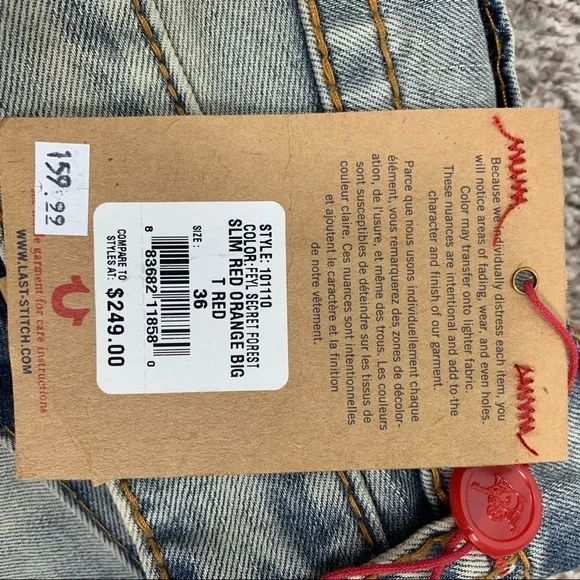 Because we individually distress each item, you
will notice areas of fading, wear, and even holes.
Color may transfer onto lighter fabric.
These nuances are intentional and add to the
character and finish of our garment.
Parce que nous usons individuellement chaque
élément, vous remarquerez des zones de décolor-
ation, de l'usure, et même des trous. Les couleurs
sont susceptibles de déteindre sur les tissus de
couleur claire. Ces nuances sont intentionnelles
et ajoutent le caractère et la finition
de notre vêtement.
STYLE: 101110
COLOR: FEYL SECRET FOREST
SLIM RED ORANGE BIG
T RED
SIZE: 36
8 83682 11858 0
COMPARE TO
STYLES AT: $249.00
159.99
garment for care instructions
WWW.LAST-STITCH.COM